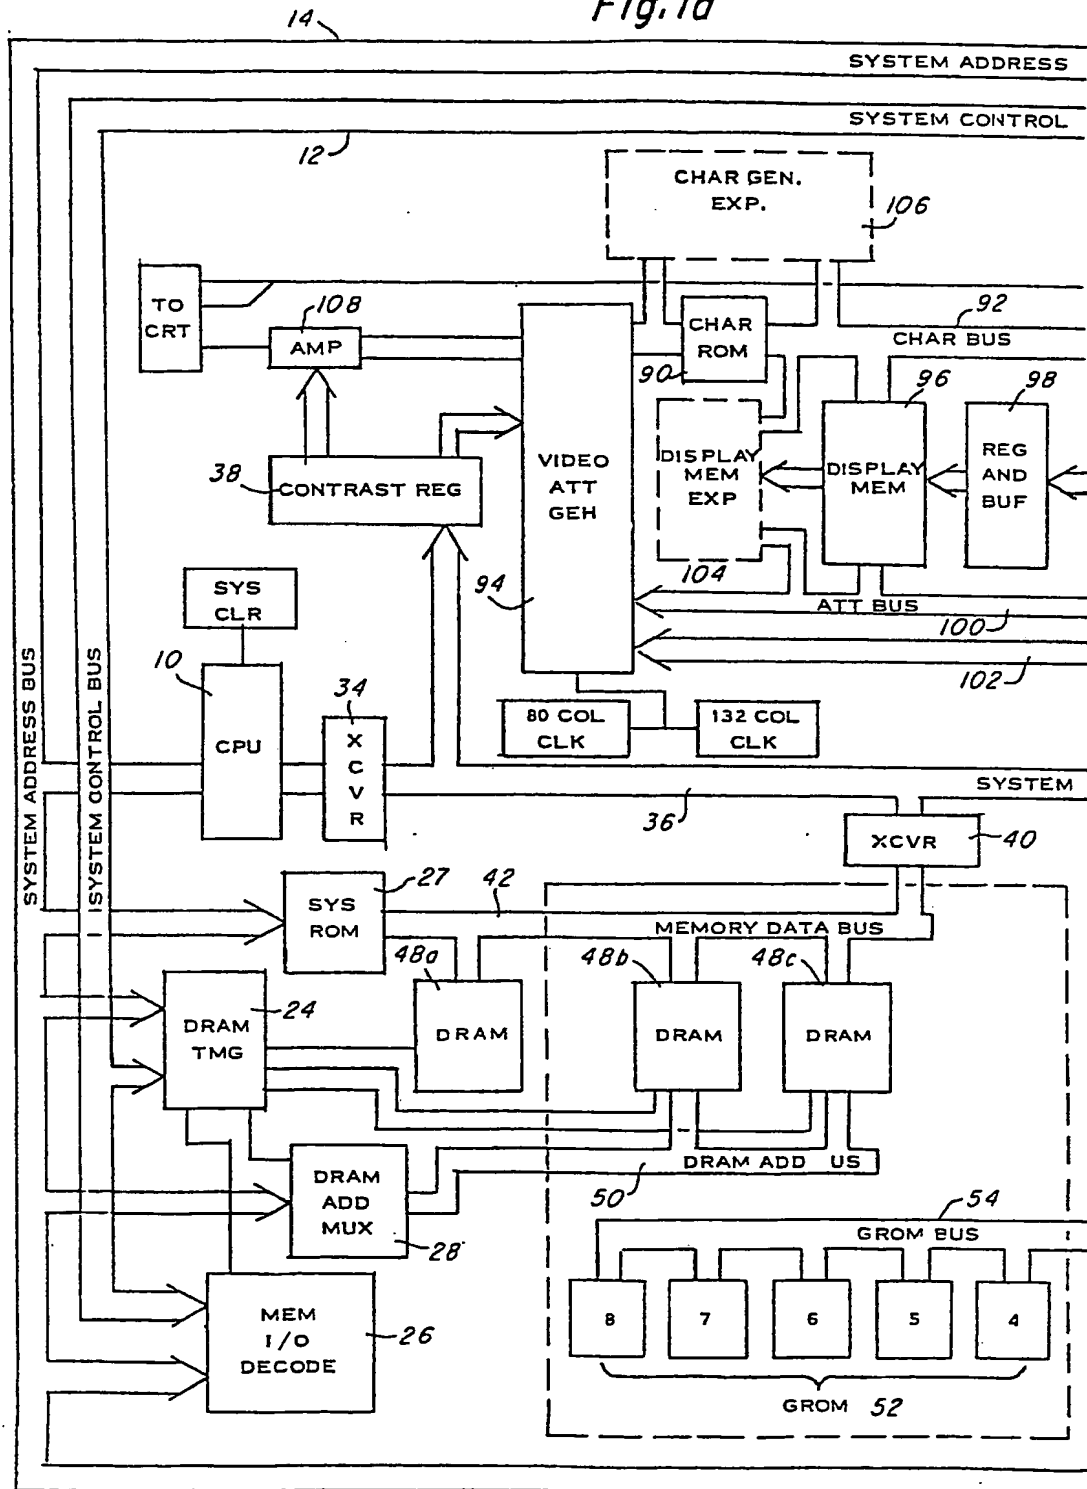 Fig. 1a
14
SYSTEM ADDRESS
SYSTEM CONTROL
12
CHAR GEN.
EXP.
106
TO
CRT
108
AMP
CHAR
ROM
90
92
CHAR BUS
96
98
38
CONTRAST REG
VIDEO
ATT
GEH
94
DISPLAY
MEM
EXP
104
DISPLAY
MEM
REG
AND
BUF
ATT BUS
100
102
SYS
CLR
10
CPU
34
X
C
V
R
80 COL
CLK
132 COL
CLK
SYSTEM ADDRESS BUS
SYSTEM CONTROL BUS
SYSTEM
36
XCVR
40
27
SYS
ROM
42
MEMORY DATA BUS
48a
48b
48c
24
DRAM
TMG
DRAM
DRAM
DRAM
DRAM
ADD
MUX
28
DRAM ADD US
50
54
GROM BUS
MEM
I/O
DECODE
26
8
7
6
5
4
GROM 52